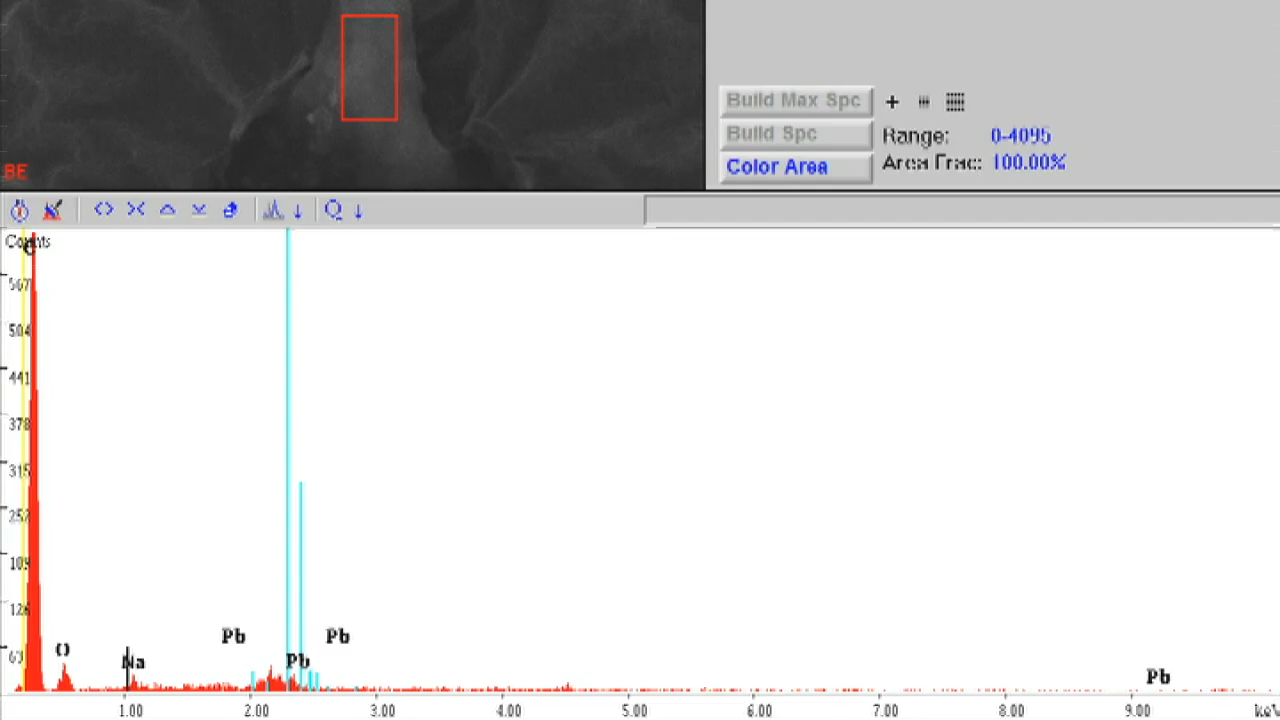 Build Max Spc
Build Spc
Range: 0-4095
Color Area
Area Frac: 100.00%
BE
Counts
C
567
504
441
378
315
252
189
126
63
O
Na
Pb
Pb
Pb
Pb
1.00 2.00 3.00 4.00 5.00 6.00 7.00 8.00 9.00 keV